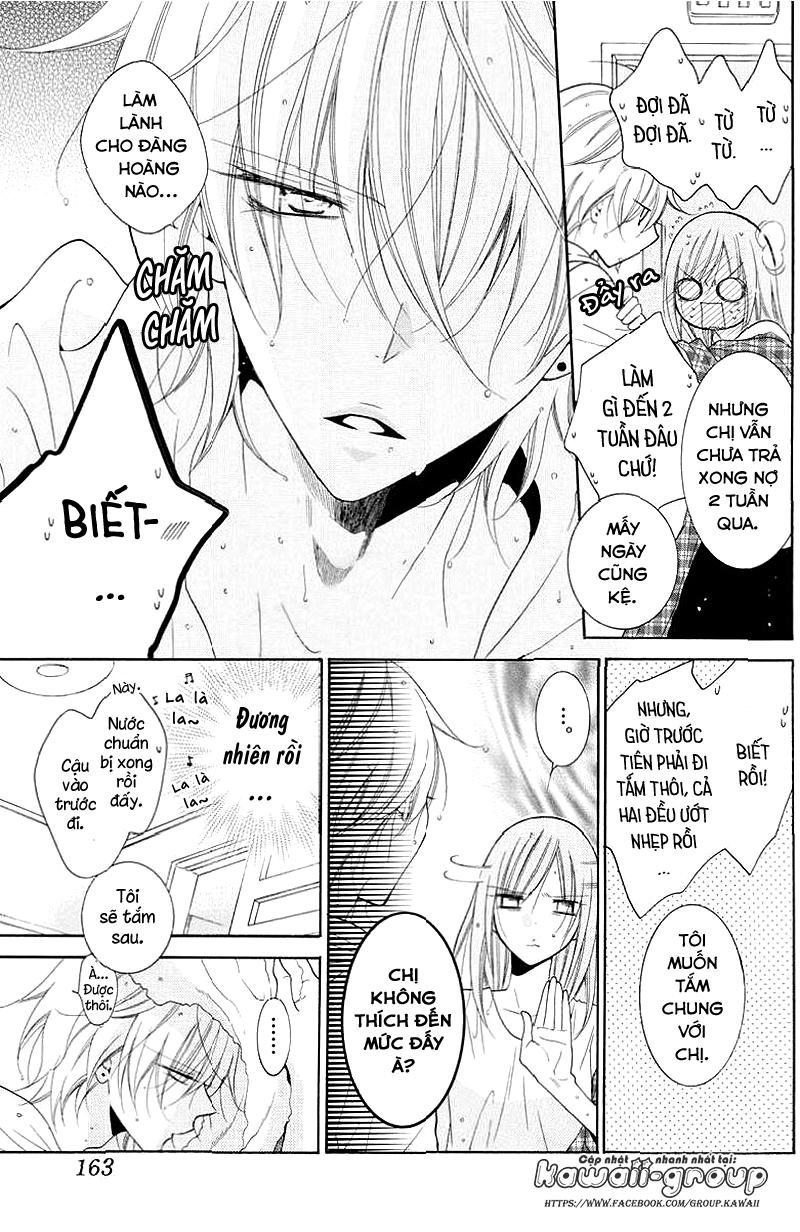 ĐỢI ĐÃ
ĐỢI ĐÃ.
TỪ
TỪ.
TỪ
...
Đẩy ra
NHƯNG
CHỊ VẪN
CHƯA TRẢ
XONG NỢ
2 TUẦN
QUA.
LÀM
GÌ ĐẾN 2
TUẦN ĐÂU
CHỨ!
MẤY
NGÀY
CŨNG
KỆ.
LÀM
LÀNH
CHO ĐÀNG
HOÀNG
NÀO...
CHĂM
CHĂM
BIẾT-
...
BIẾT
RỒI!
NHƯNG,
GIỜ TRƯỚC
TIÊN PHẢI ĐI
TẮM THÔI, CẢ
HAI ĐỀU ƯỚT
NHẸP RỒI
...
TÔI
MUỐN
TẮM
CHUNG
VỚI
CHỊ.
...
CHỊ
KHÔNG
THÍCH ĐẾN
MỨC ĐẤY
À?
Đương
nhiên rồi
...
La là
la~
La là
la~
Này.
Nước
chuẩn
bị xong
rồi
đấy.
Cậu
vào
trước
đi.
Tôi
sẽ tắm
sau.
À...
Được
thôi.
.....
163
Cập nhật nhanh nhất tại:
kawaii-group
HTTPS://WWW.FACEBOOK.COM/GROUP.KAWAII